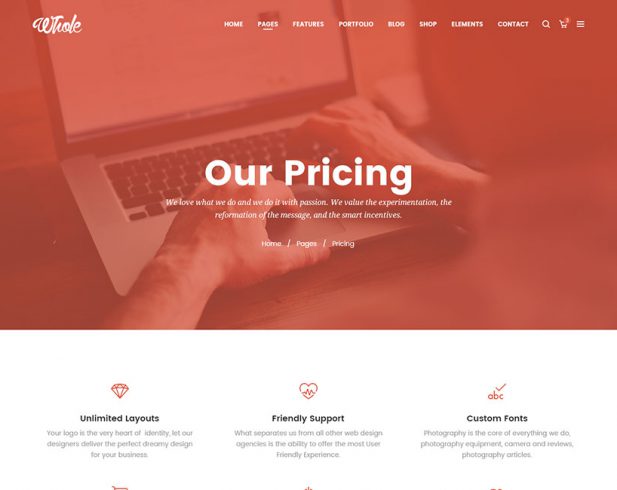 Whole
HOME PAGES FEATURES PORTFOLIO BLOG SHOP ELEMENTS CONTACT 3
Our Pricing
We love what we do and we do it with passion. We value the experimentation, the
reformation of the message, and the smart incentives.
Home / Pages / Pricing
abc
Unlimited Layouts
Your logo is the very heart of identity, let our
designers deliver the perfect dreamy design
for your business.
Friendly Support
What separates us from all other web design
agencies is the ability to offer the most User
Friendly Experience.
Custom Fonts
Photography is the core of everything we do,
photography equipment, camera and reviews,
photography articles.